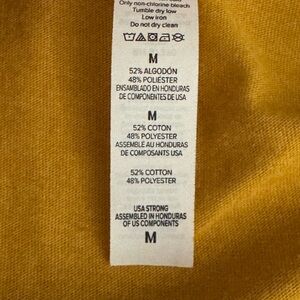 Only non-chlorine bleach
Tumble dry low
Low iron
Do not dry clean
M
52% ALGODÓN
48% POLIÉSTER
ENSAMBLADO EN HONDURAS
DE COMPONENTES DE USA
M
52% COTON
48% POLYESTER
ASSEMBLE AU HONDURAS
DE COMPOSANTS USA
52% COTTON
48% POLYESTER
USA STRONG
ASSEMBLED IN HONDURAS
OF US COMPONENTS
M